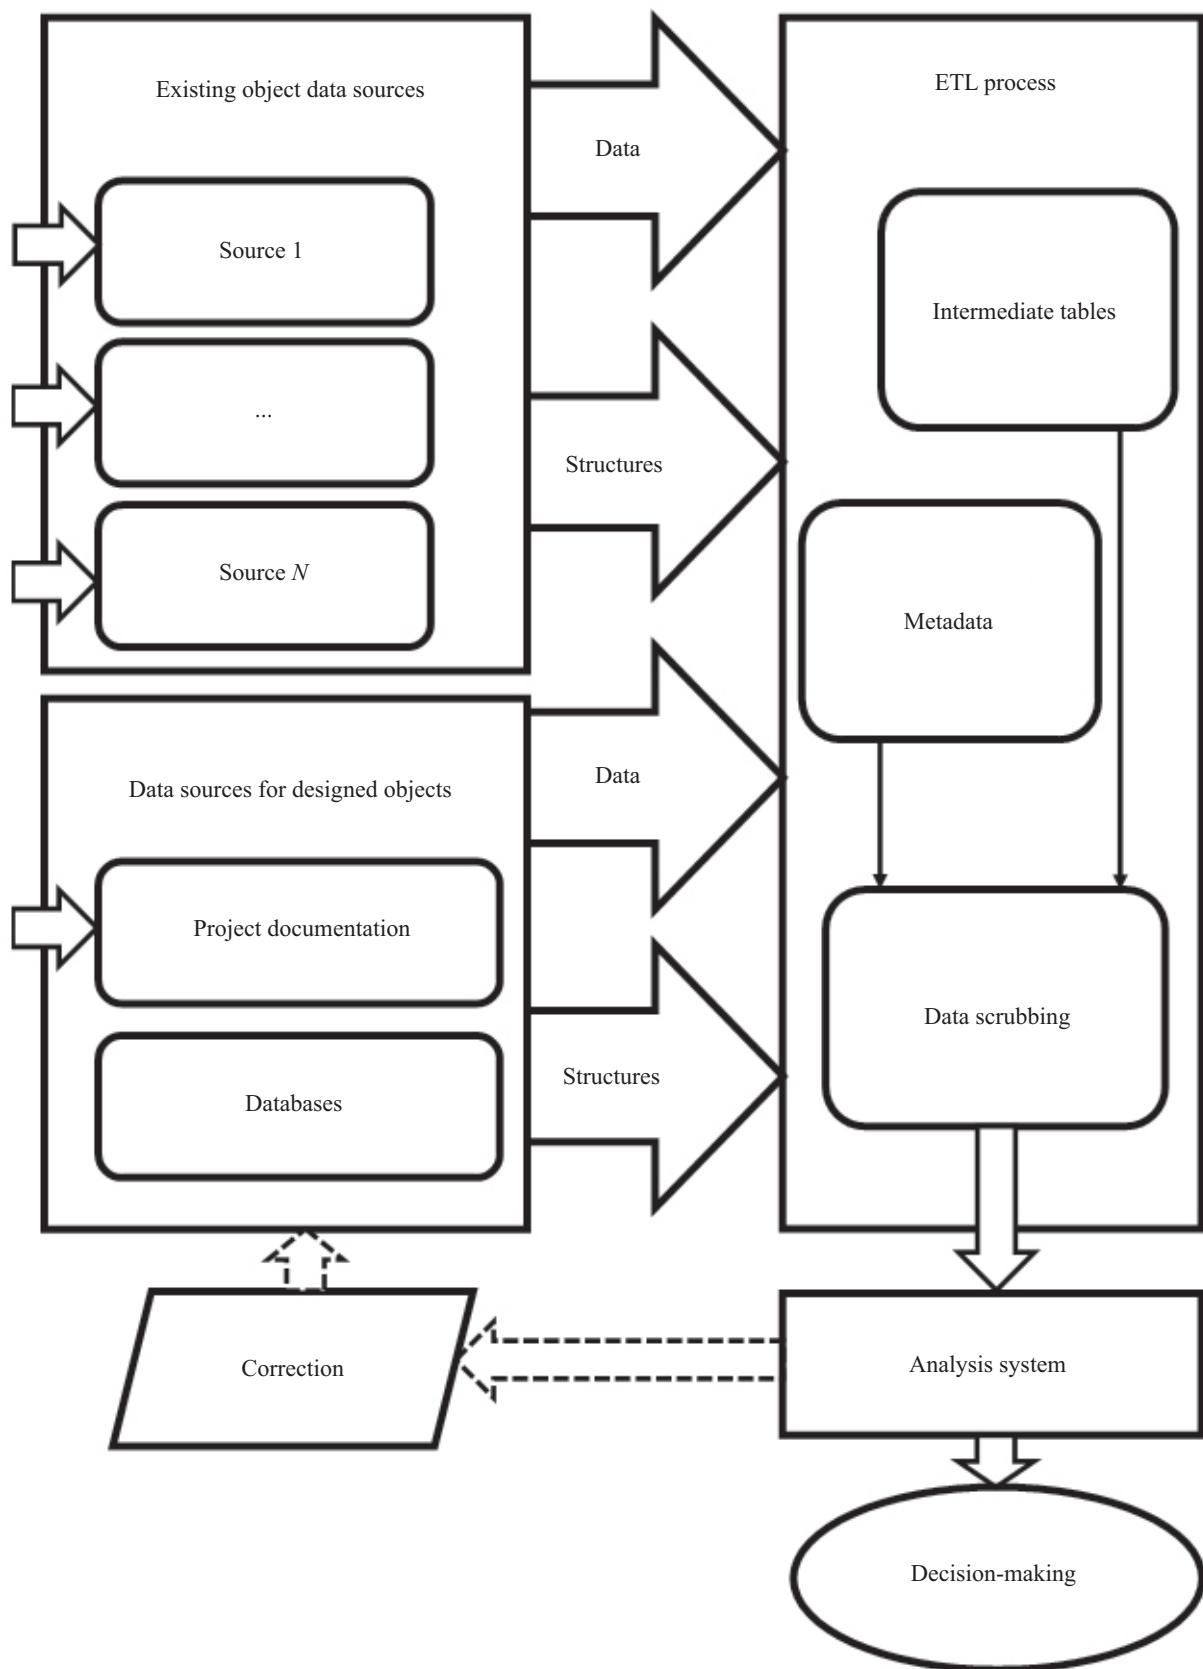 Existing object data sources
Source 1
...
Source N
Data
Structures
Data sources for designed objects
Project documentation
Databases
Data
Structures
ETL process
Intermediate tables
Metadata
Data scrubbing
Correction
Analysis system
Decision-making